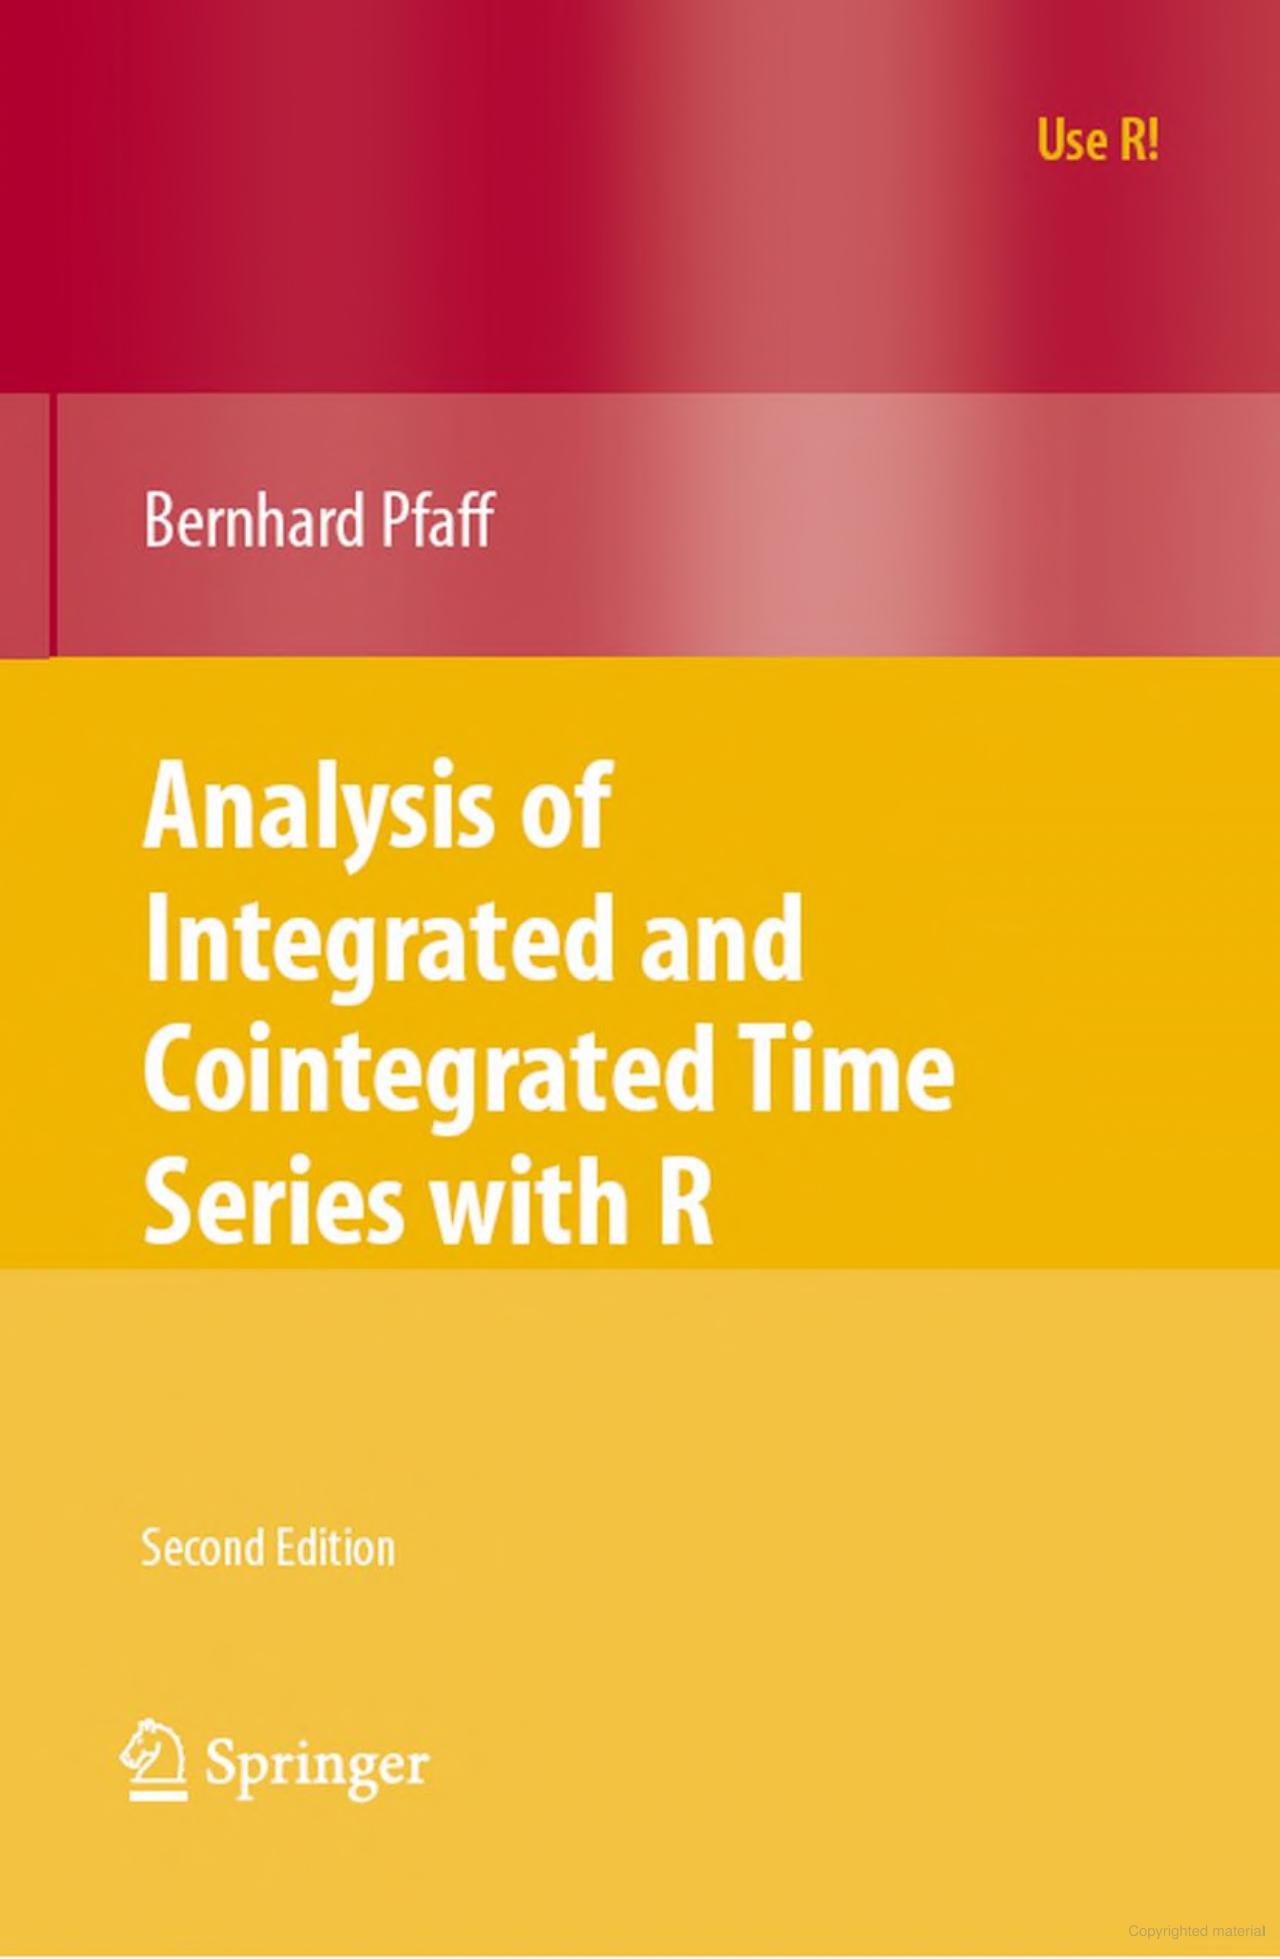 Use R!
Bernhard Pfaff
Analysis of
Integrated and
Cointegrated Time
Series with R
Second Edition
Springer
Copyrighted material